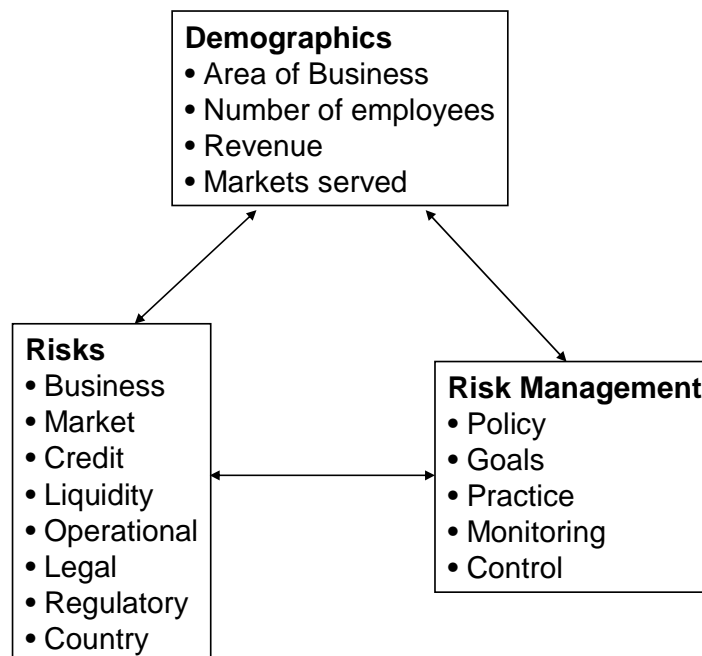 Demographics
• Area of Business
• Number of employees
• Revenue
• Markets served
Risks
• Business
• Market
• Credit
• Liquidity
• Operational
• Legal
• Regulatory
• Country
Risk Management
• Policy
• Goals
• Practice
• Monitoring
• Control